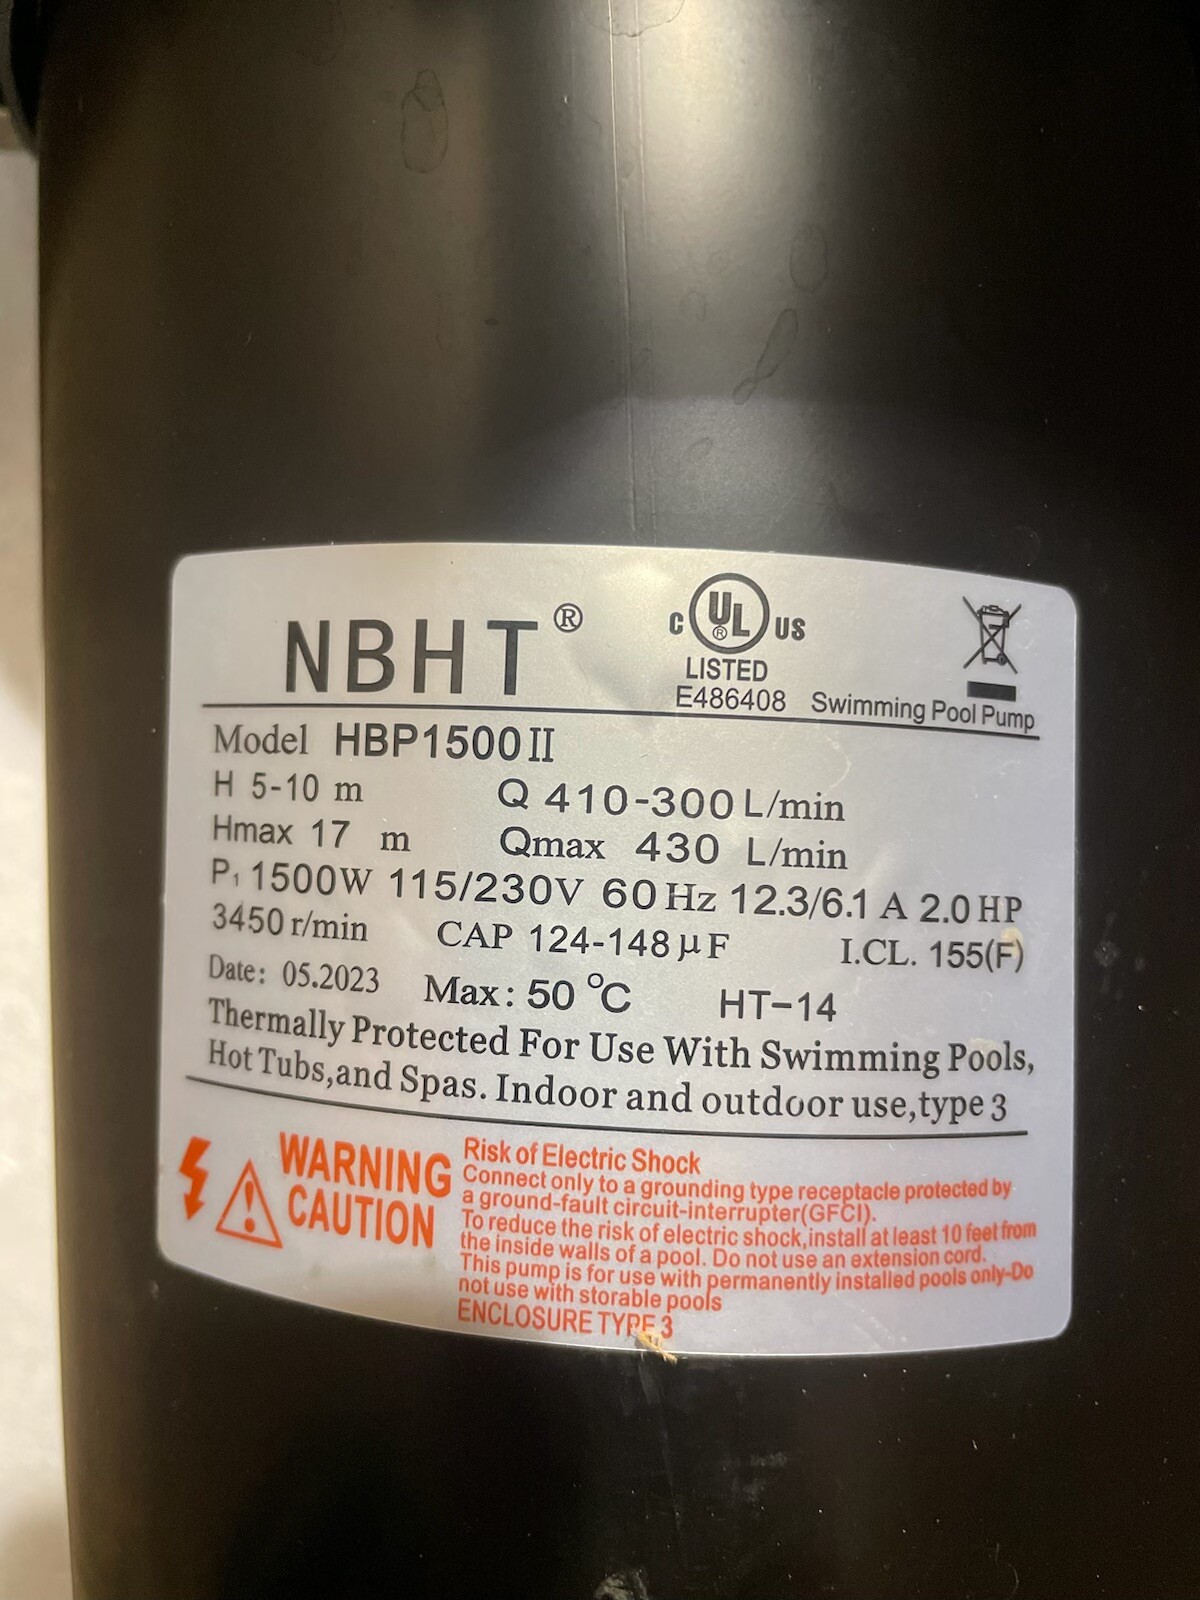 NBHT®
C UL® US
LISTED
E486408 Swimming Pool Pump
Model HBP1500II
H 5-10 m Q 410-300 L/min
Hmax 17 m Qmax 430 L/min
P₁ 1500W 115/230V 60Hz 12.3/6.1 A 2.0 HP
3450 r/min CAP 124-148μF I.CL. 155(F)
Date: 05.2023 Max: 50 °C HT-14
Thermally Protected For Use With Swimming Pools,
Hot Tubs,and Spas. Indoor and outdoor use,type 3
WARNING
CAUTION
Risk of Electric Shock
Connect only to a grounding type receptacle protected by
a ground-fault circuit-interrupter(GFCI).
To reduce the risk of electric shock,install at least 10 feet from
the inside walls of a pool. Do not use an extension cord.
This pump is for use with permanently installed pools only-Do
not use with storable pools
ENCLOSURE TYPE 3